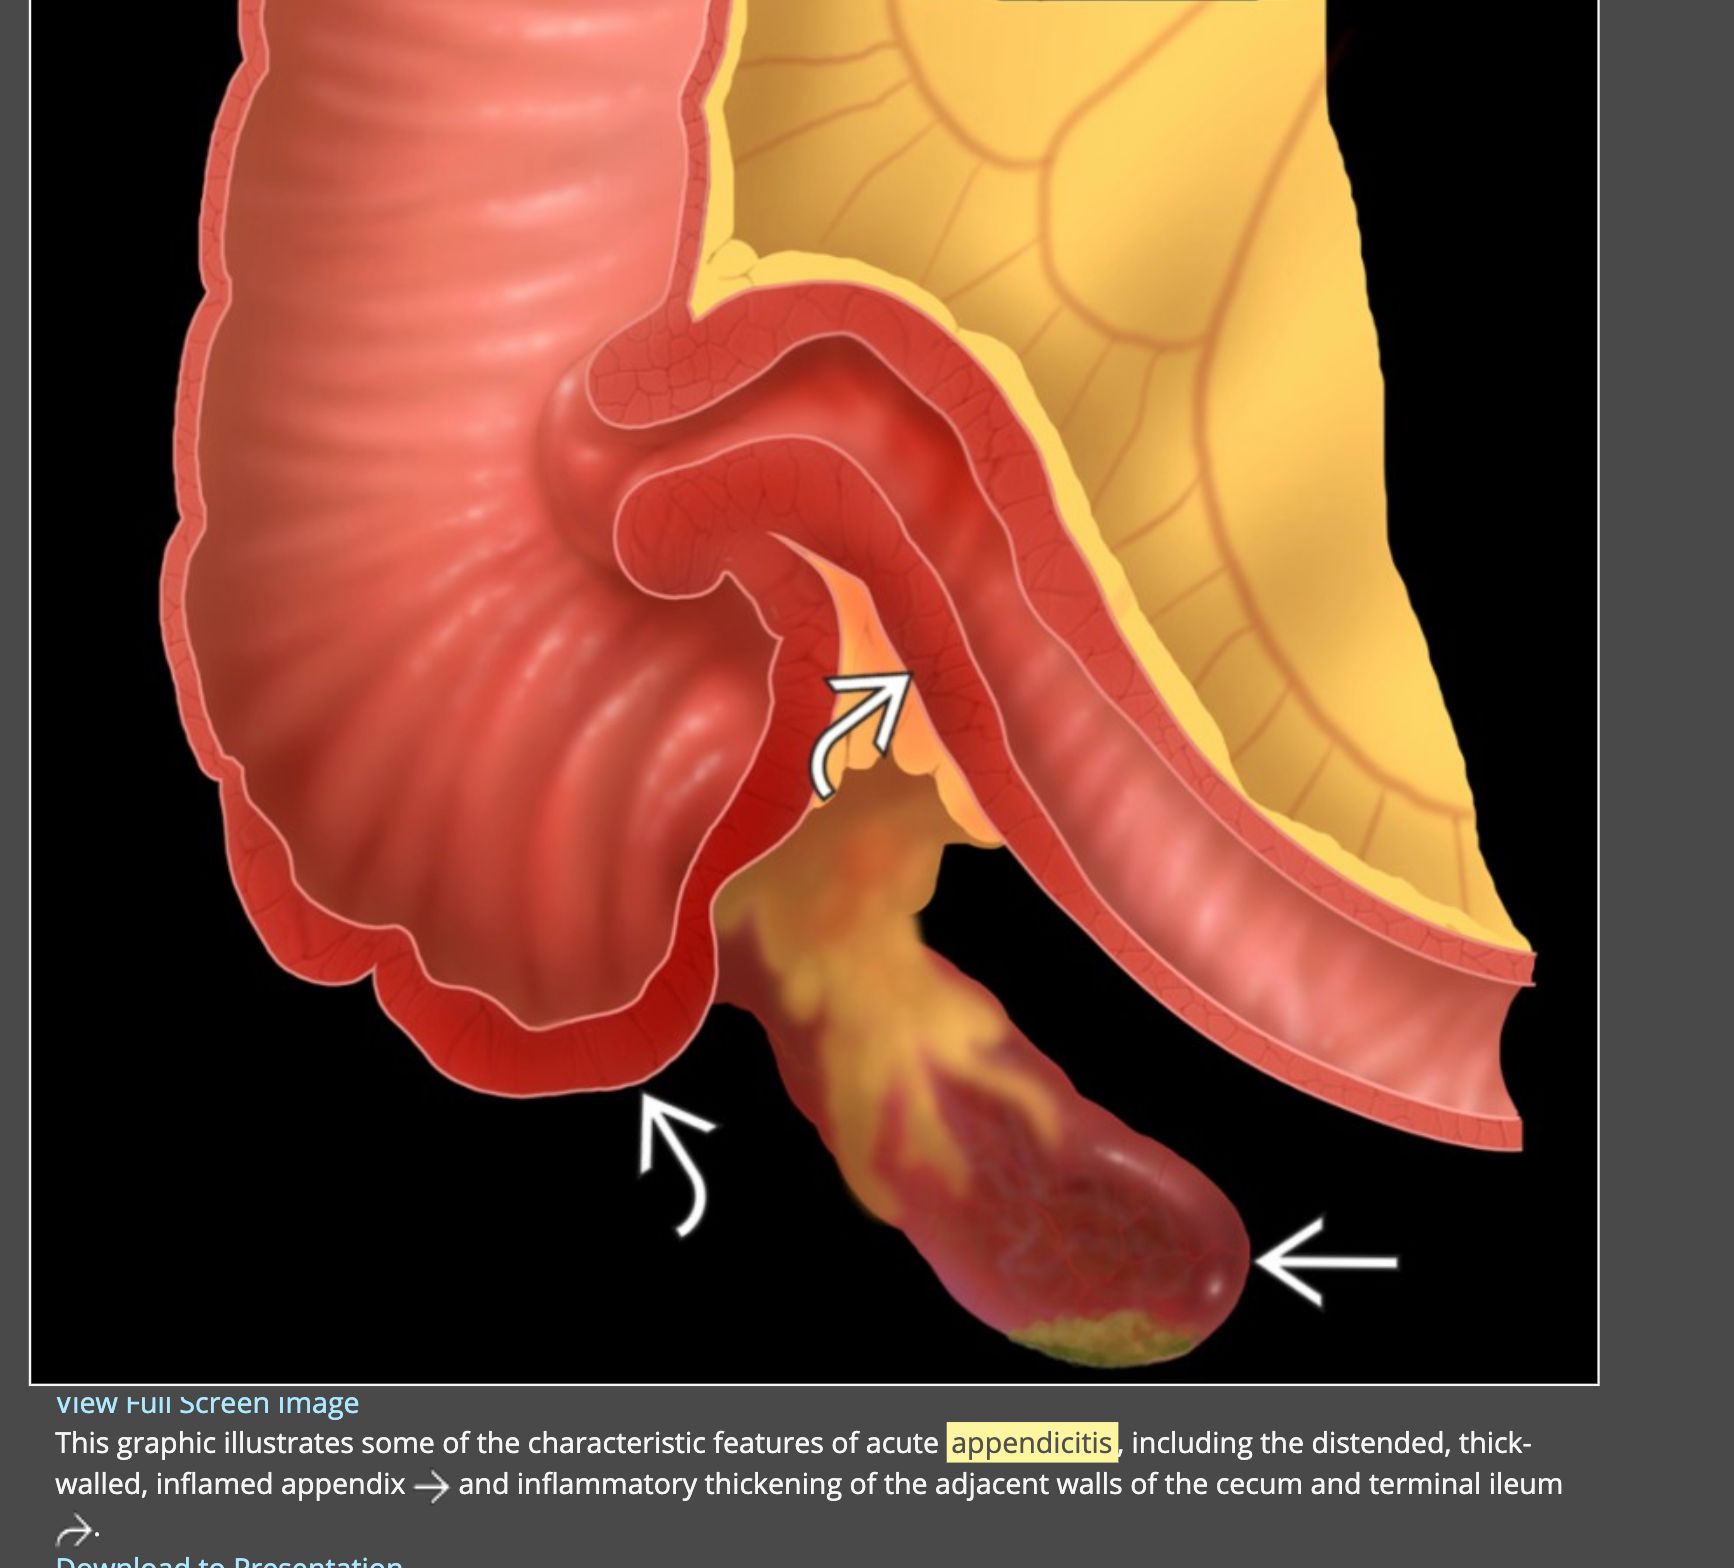 View Full Screen Image
This graphic illustrates some of the characteristic features of acute appendicitis, including the distended, thick-
walled, inflamed appendix → and inflammatory thickening of the adjacent walls of the cecum and terminal ileum
↷.
Download to Presentation